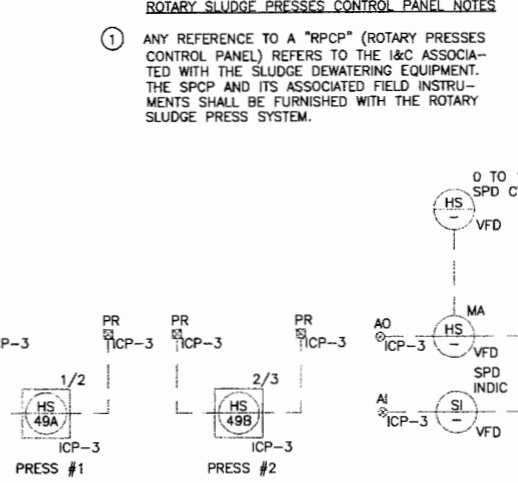 ROTARY SLUDGE PRESSES CONTROL PANEL NOTES
1 ANY REFERENCE TO A "RPCP" (ROTARY PRESSES
CONTROL PANEL) REFERS TO THE I&C ASSOCIA-
TED WITH THE SLUDGE DEWATERING EQUIPMENT.
THE SPCP AND ITS ASSOCIATED FIELD INSTRU-
MENTS SHALL BE FURNISHED WITH THE ROTARY
SLUDGE PRESS SYSTEM.
0 TO
SPD
HS
–
VFD
PR PR PR AO MA
CP-3 ICP-3 ICP-3 ICP-3 ICP-3 HS
–
VFD
1/2 2/3 SPD
INDIC
HS HS AI SI
49A 49B ICP-3 –
VFD
ICP-3 ICP-3
PRESS #1 PRESS #2